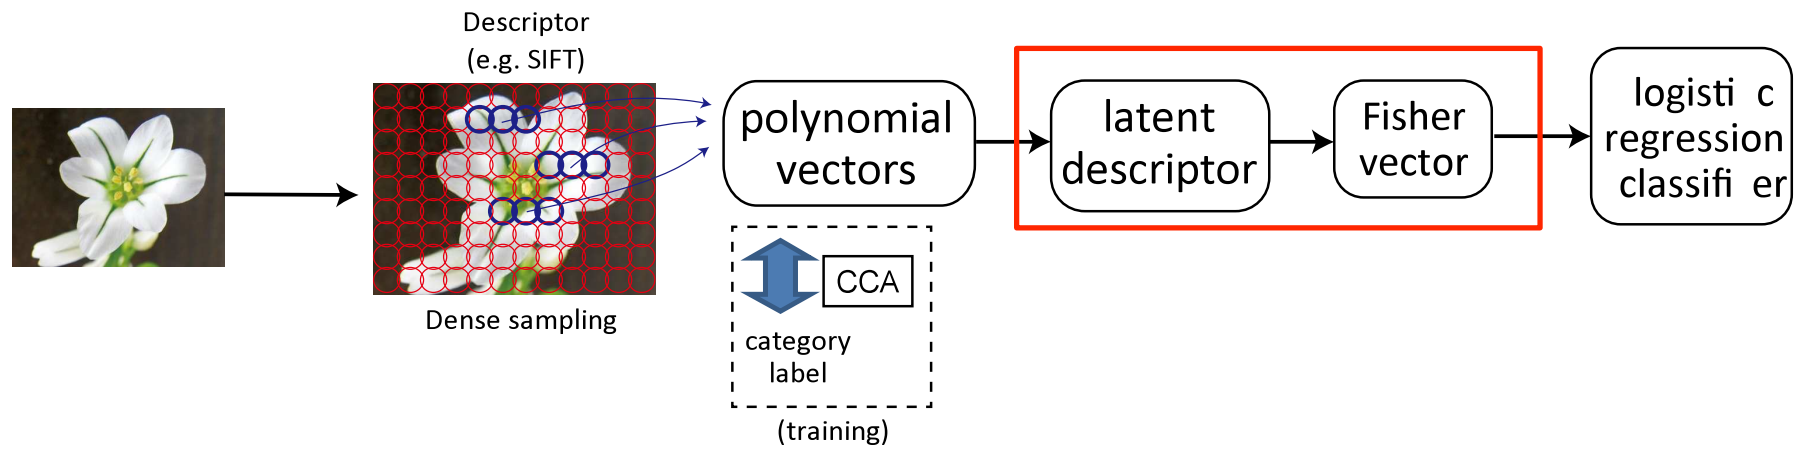 Descriptor
(e.g. SIFT)
Dense sampling
polynomial
vectors
CCA
category
label
(training)
latent
descriptor
Fisher
vector
logisti c
regression
classifi er